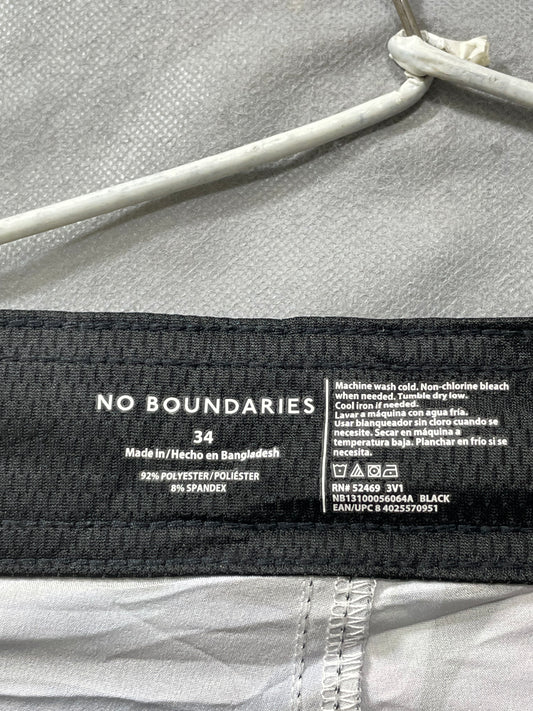 NO BOUNDARIES
34
Made in/Hecho en Bangladesh
92% POLYESTER/POLIÉSTER
8% SPANDEX
Machine wash cold. Non-chlorine bleach
when needed. Tumble dry low.
Cool iron if needed.
Lavar a máquina con agua fría.
Usar blanqueador sin cloro cuando se
necesite. Secar en máquina a
temperatura baja. Planchar en frío si se
necesita.
RN# 52469 3V1
NB13100056064A BLACK
EAN/UPC 8 4025570951